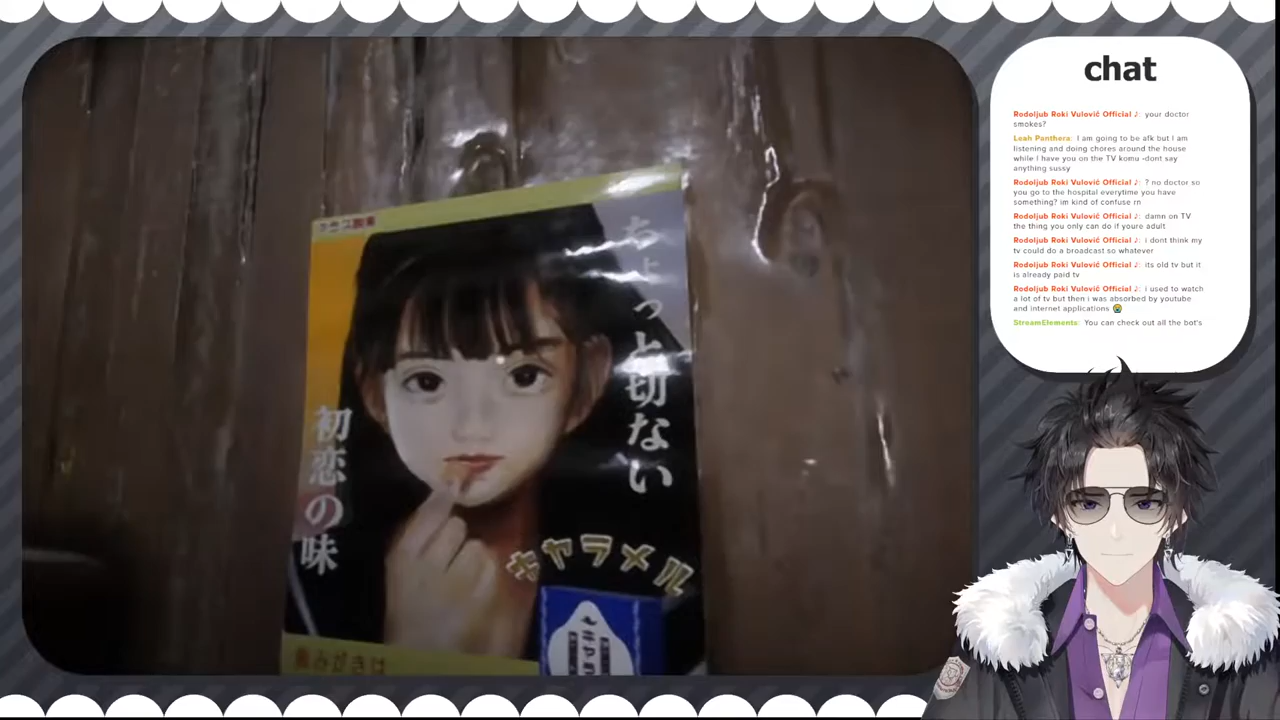 ちょっと切ない
初恋の味
キャラメル
歯みがきは
chat
Rodoljub Roki Vulović Official ♪: your doctor
smokes?
Leah Panthera: I am going to be afk but I am
listening and doing chores around the house
while I have you on the TV komu -dont say
anything sussy
Rodoljub Roki Vulović Official ♪: ? no doctor so
you go to the hospital everytime you have
something? im kind of confuse rn
Rodoljub Roki Vulović Official ♪: damn on TV
the thing you only can do if youre adult
Rodoljub Roki Vulović Official ♪: i dont think my
tv could do a broadcast so whatever
Rodoljub Roki Vulović Official ♪: its old tv but it
is already paid tv
Rodoljub Roki Vulović Official ♪: i used to watch
a lot of tv but then i was absorbed by youtube
and internet applications 😭
StreamElements: You can check out all the bot's